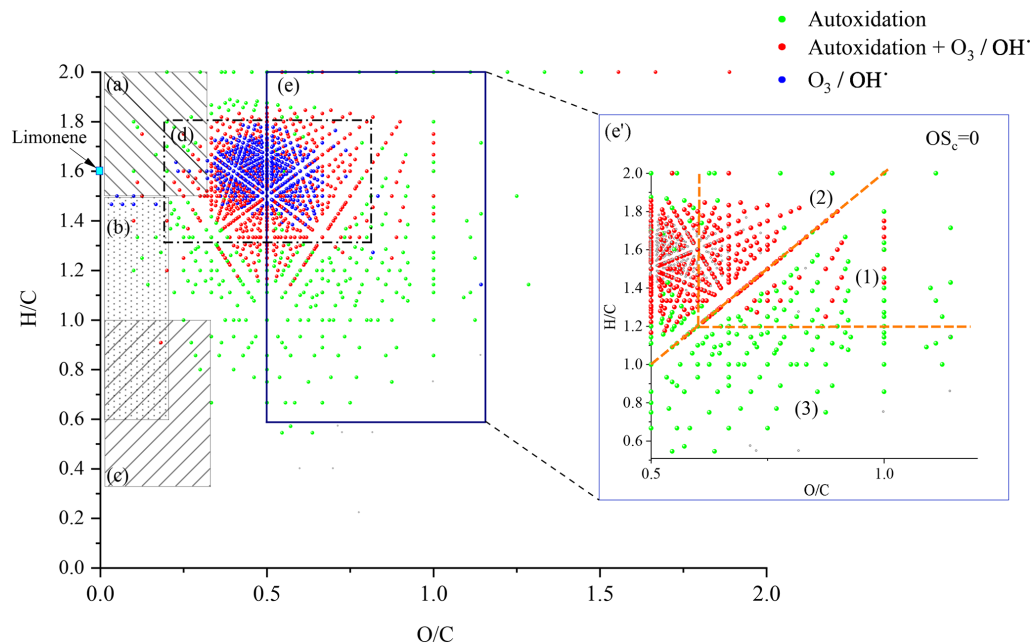 Autoxidation
Autoxidation + O3 / OH·
O3 / OH·
2.0
1.8
1.6
1.4
1.2
1.0
0.8
0.6
0.4
0.2
0.0
H/C
Limonene
(a)
(b)
(c)
(d)
(e)
0.0
0.5
1.0
1.5
2.0
O/C
(e')
OSc=0
2.0
1.8
1.6
1.4
1.2
1.0
0.8
0.6
H/C
(2)
(1)
(3)
0.5
1.0
O/C